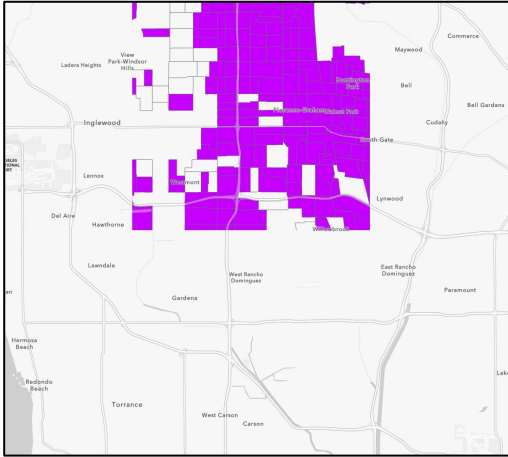 Commerce
View
Park-Windsor
Hills
Maywood
Ladera Heights
Huntington
Park
Bell
Bell Gardens
Florence-Graham
Walnut Park
Inglewood
Cudahy
South Gate
Lennox
Westmont
Lynwood
Del Aire
Hawthorne
Willowbrook
Lawndale
West Rancho
Dominguez
East Rancho
Dominguez
Paramount
Gardena
Hermosa
Beach
Redondo
Beach
Torrance
West Carson
Carson